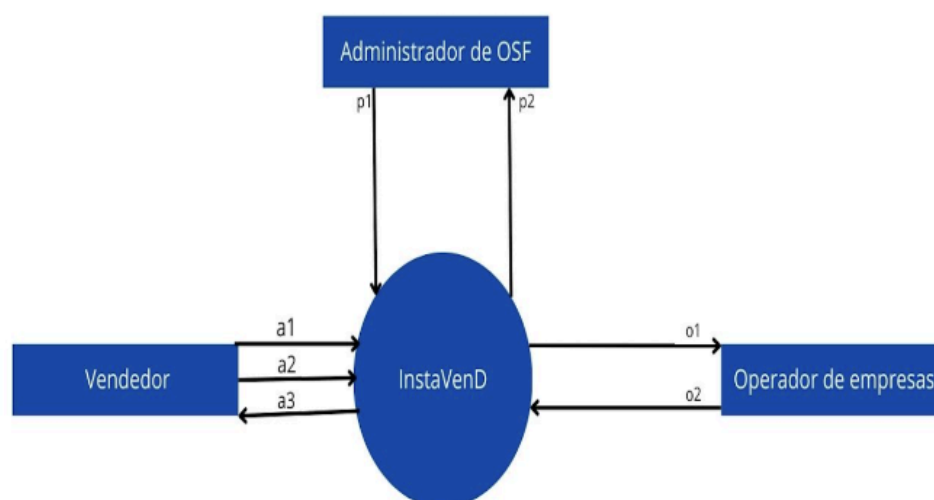 Administrador de OSF
p1
p2
a1
a2
a3
Vendedor
InstaVenD
o1
o2
Operador de empresas